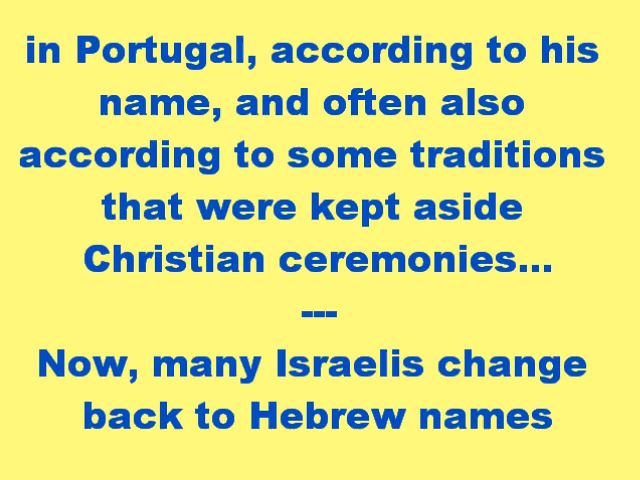 in Portugal, according to his
name, and often also
according to some traditions
that were kept aside
Christian ceremonies...
---
Now, many Israelis change
back to Hebrew names